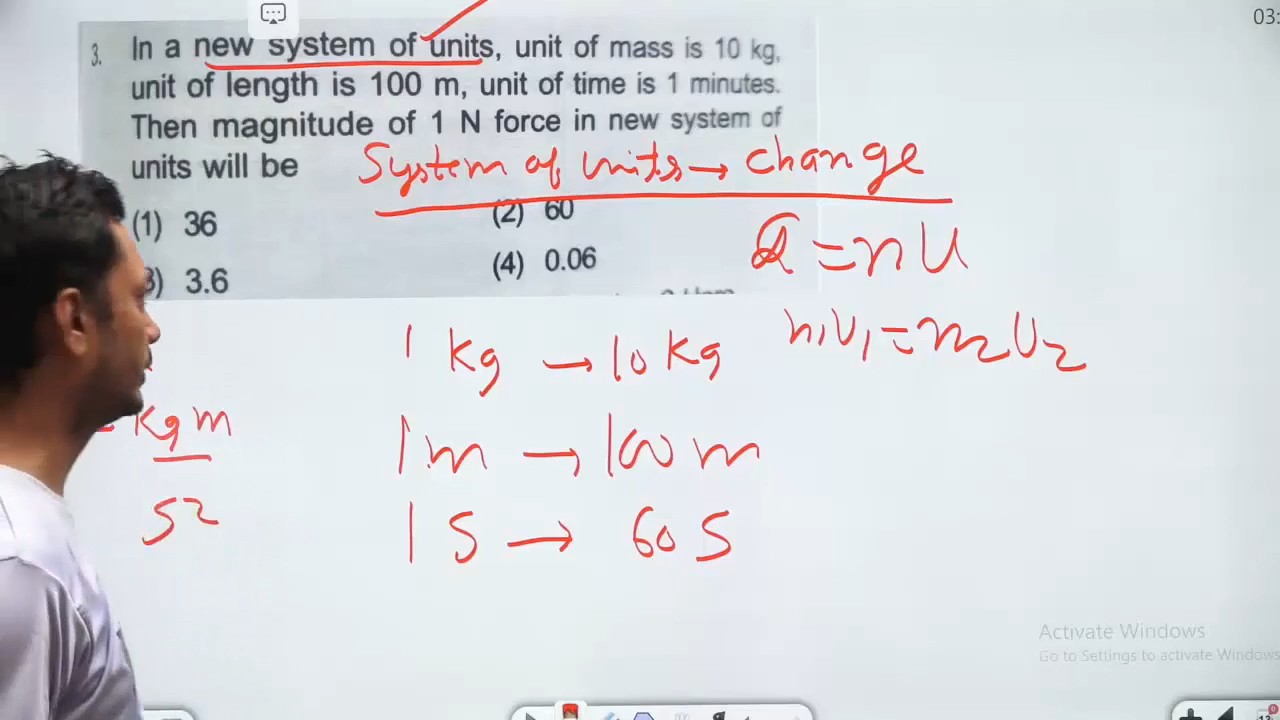 03:
3. In a new system of units, unit of mass is 10 kg,
unit of length is 100 m, unit of time is 1 minutes.
Then magnitude of 1 N force in new system of
units will be
System of units → change
(1) 36
(2) 60
3) 3.6
(4) 0.06
Q = n U
n1U1 = n2U2
1 kg → 10 kg
1 m → 100 m
1 S → 60 S
kg m
S2
Activate Windows
Go to Settings to activate Windows